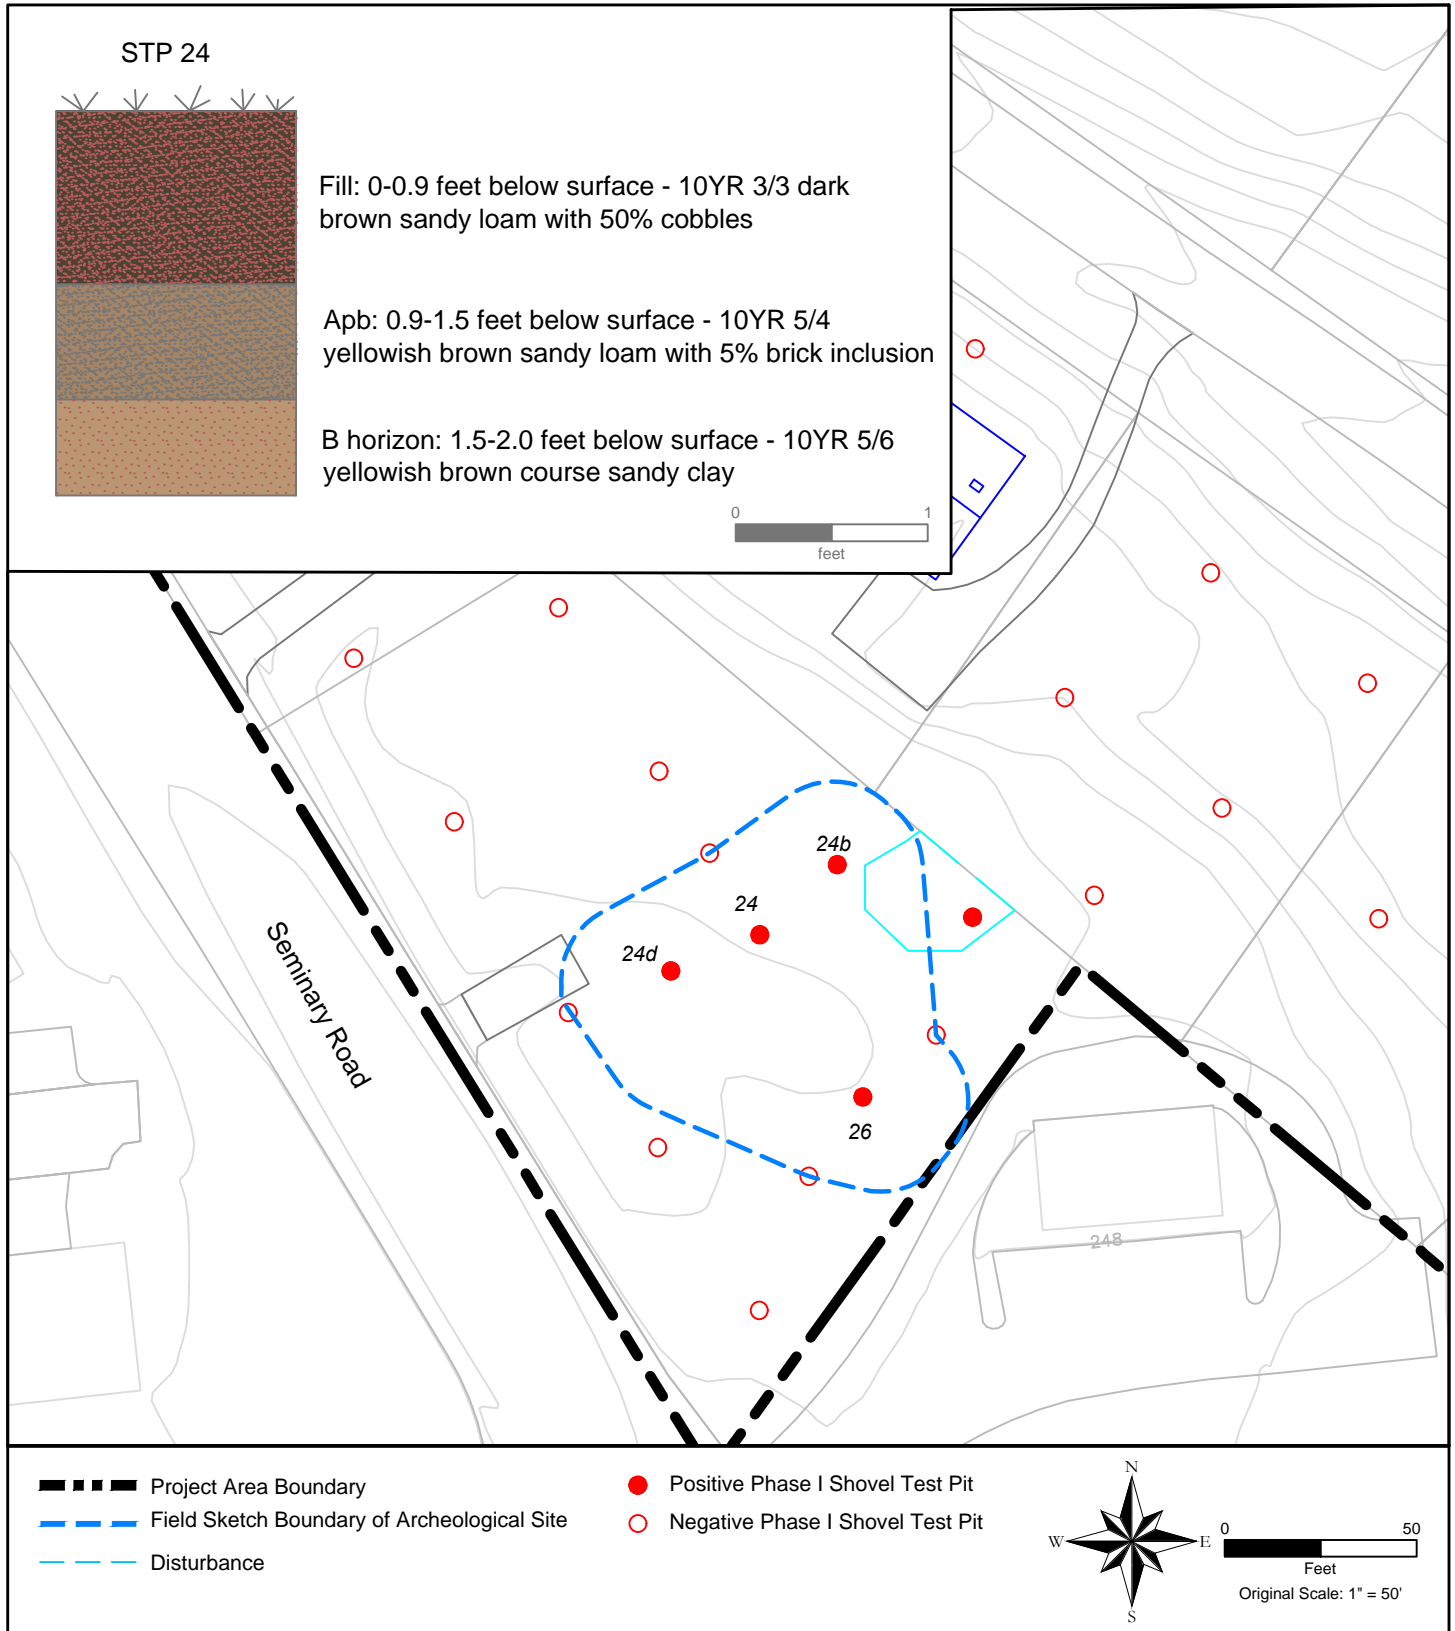 STP 24
Fill: 0-0.9 feet below surface - 10YR 3/3 dark
brown sandy loam with 50% cobbles
Apb: 0.9-1.5 feet below surface - 10YR 5/4
yellowish brown sandy loam with 5% brick inclusion
B horizon: 1.5-2.0 feet below surface - 10YR 5/6
yellowish brown course sandy clay
0 1
feet
24b
24
24d
26
Seminary Road
248
Project Area Boundary
Field Sketch Boundary of Archeological Site
Disturbance
Positive Phase I Shovel Test Pit
Negative Phase I Shovel Test Pit
N
W E
S
0 50
Feet
Original Scale: 1" = 50'